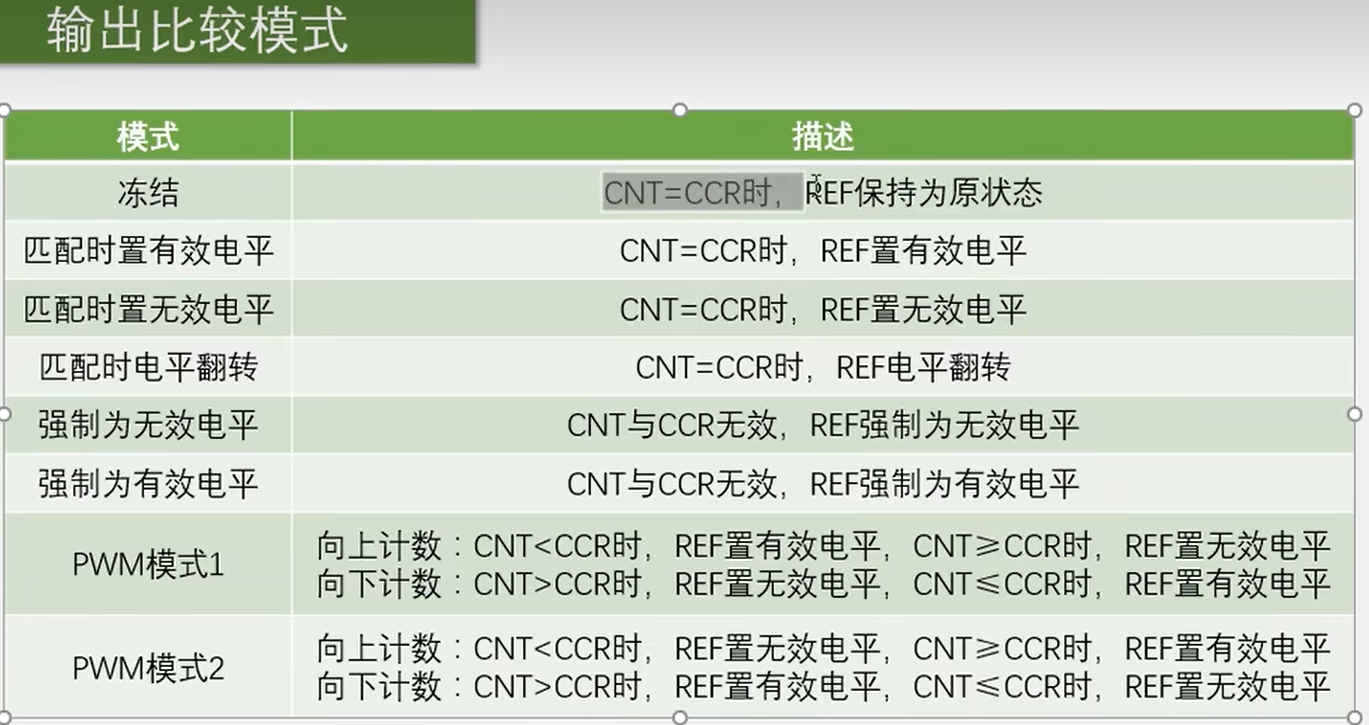 输出比较模式
模式 描述
冻结 CNT=CCR时，REF保持为原状态
匹配时置有效电平 CNT=CCR时，REF置有效电平
匹配时置无效电平 CNT=CCR时，REF置无效电平
匹配时电平翻转 CNT=CCR时，REF电平翻转
强制为无效电平 CNT与CCR无效，REF强制为无效电平
强制为有效电平 CNT与CCR无效，REF强制为有效电平
PWM模式1
向上计数：CNT<CCR时，REF置有效电平，CNT≥CCR时，REF置无效电平
向下计数：CNT>CCR时，REF置无效电平，CNT≤CCR时，REF置有效电平
PWM模式2
向上计数：CNT<CCR时，REF置无效电平，CNT≥CCR时，REF置有效电平
向下计数：CNT>CCR时，REF置有效电平，CNT≤CCR时，REF置无效电平